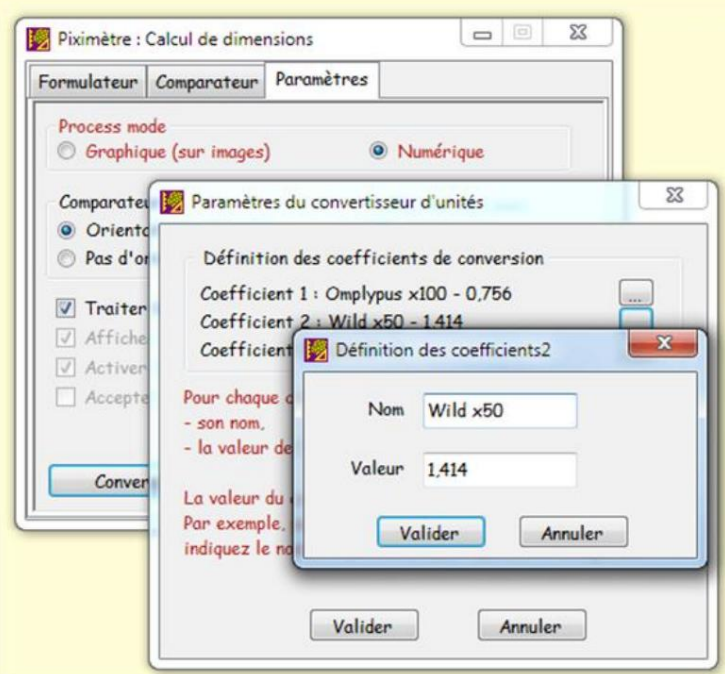 Piximètre : Calcul de dimensions
Formulateur Comparateur Paramètres
Process mode
Graphique (sur images) Numérique
Paramètres du convertisseur d'unités
Définition des coefficients de conversion
Coefficient 1 : Omplypus x100 - 0,756
...
Coefficient 2 : Wild x50 - 1,414
Définition des coefficients2
Nom Wild x50
Valeur 1,414
Valider Annuler
Traiter
Pour chaque
- son nom,
- la valeur
La valeur du
Par exemple,
indiquez le
Valider Annuler